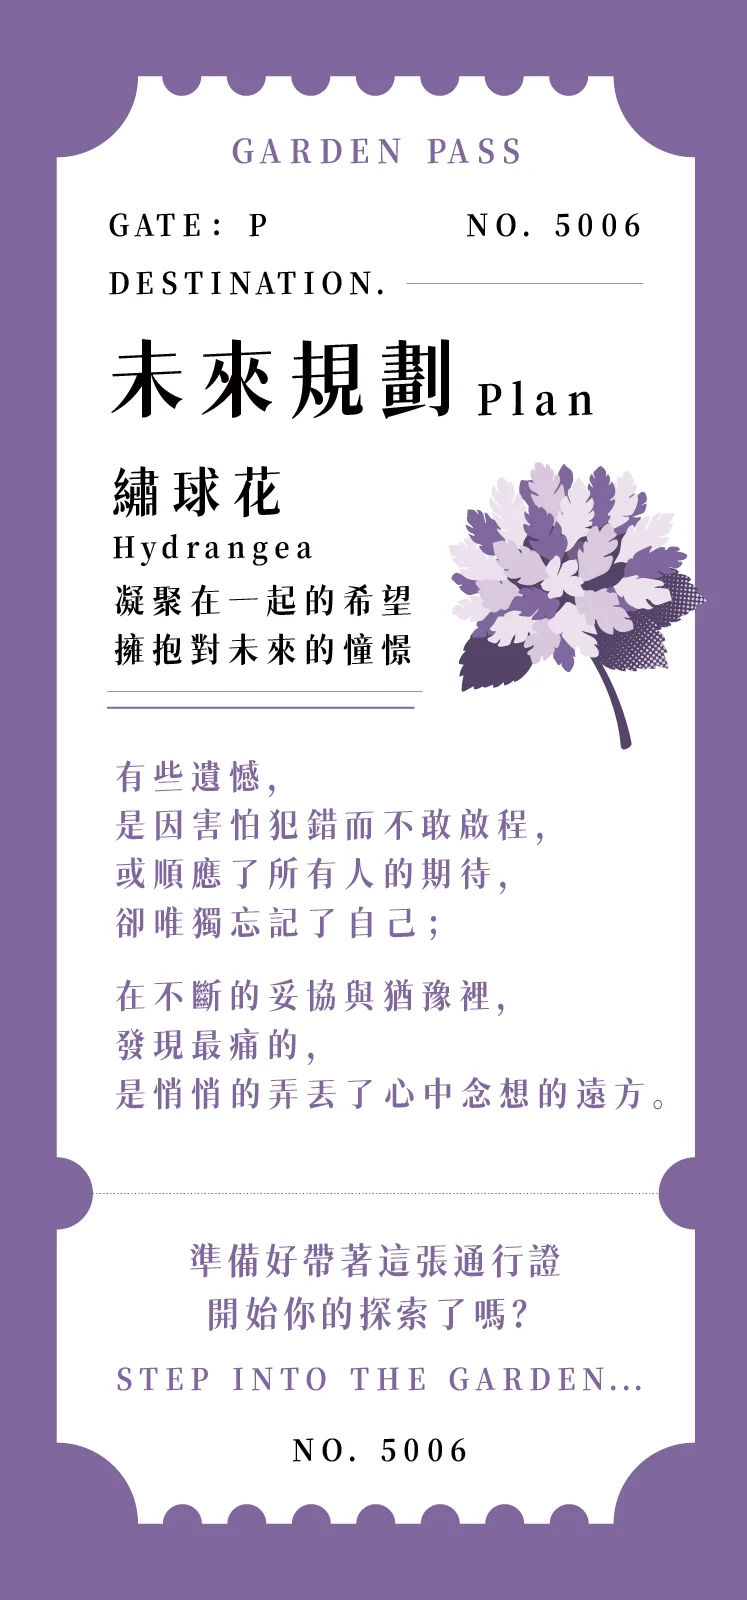 GARDEN PASS
GATE: P NO. 5006
DESTINATION.
未來規劃 Plan
繡球花
Hydrangea
凝聚在一起的希望
擁抱對未來的憧憬
有些遺憾，
是因害怕犯錯而不敢啟程，
或順應了所有人的期待，
卻唯獨忘記了自己；
在不斷的妥協與猶豫裡，
發現最痛的，
是悄悄的弄丟了心中念想的遠方。
準備好帶著這張通行證
開始你的探索了嗎？
STEP INTO THE GARDEN...
NO. 5006